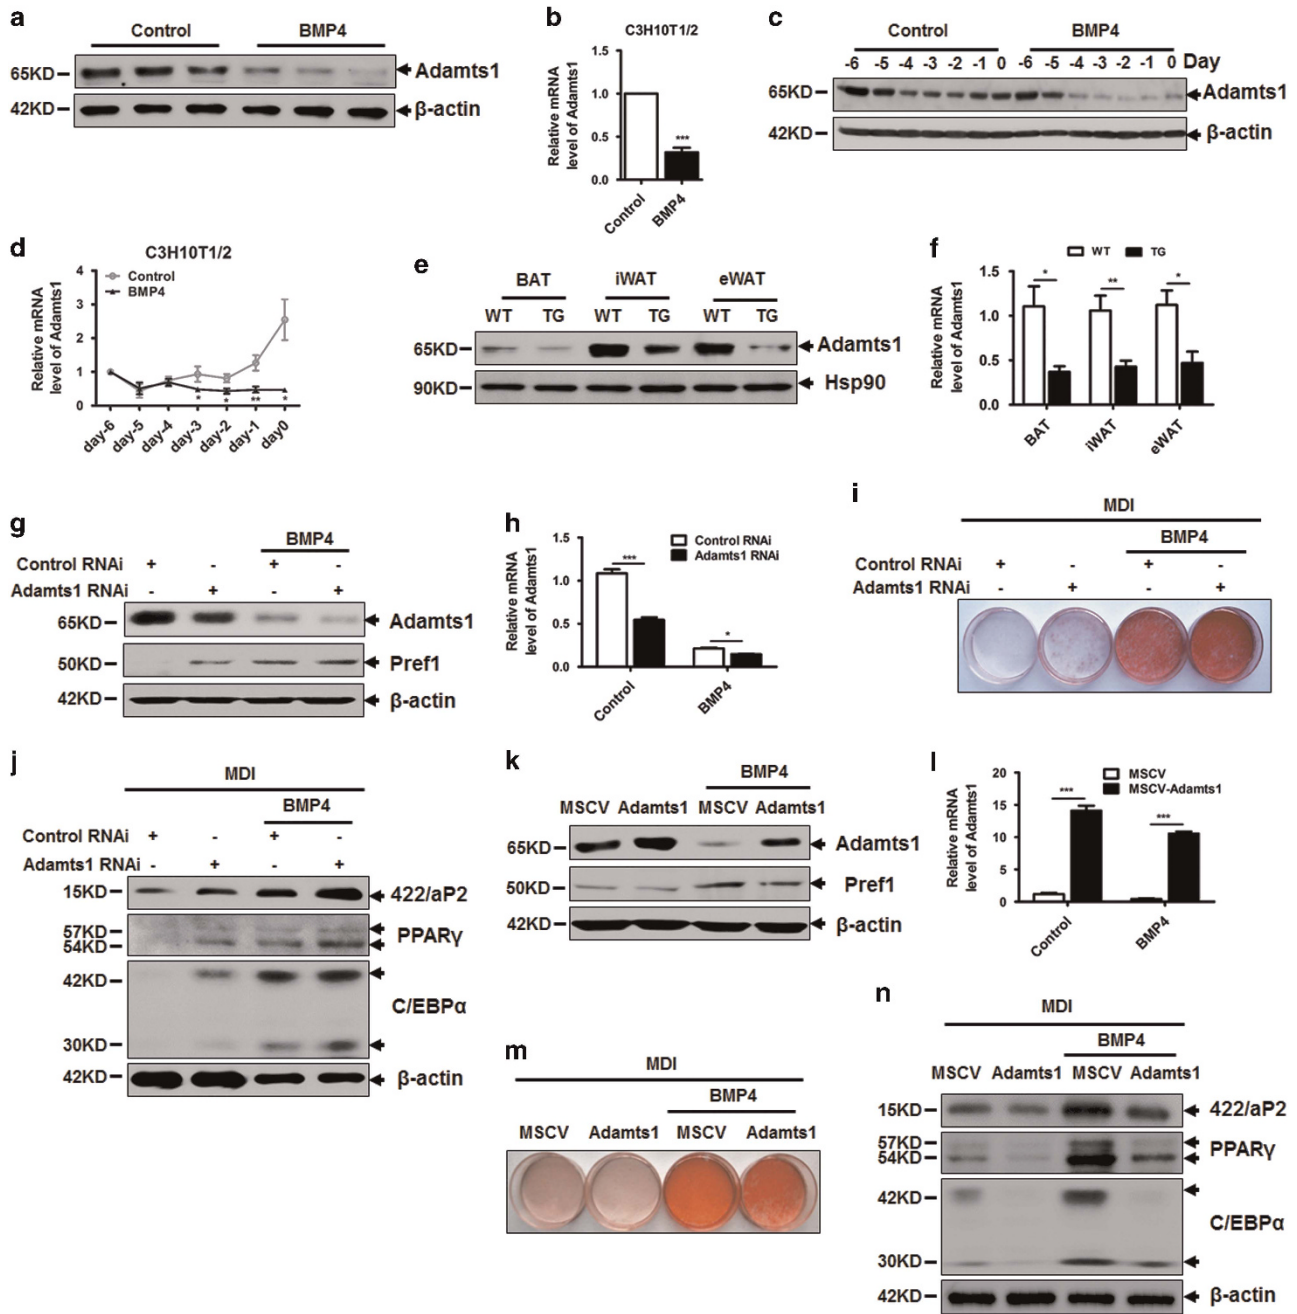 a
Control BMP4
65KD Adamts1
42KD β-actin
b
C3H10T1/2
Relative mRNA
level of Adamts1
1.5
1.0
0.5
0.0
***
Control BMP4
c
Control BMP4
-6 -5 -4 -3 -2 -1 0 -6 -5 -4 -3 -2 -1 0 Day
65KD Adamts1
42KD β-actin
d
C3H10T1/2
Relative mRNA
level of Adamts1
Control
BMP4
4
3
2
1
0
* * ** *
day-6 day-5 day-4 day-3 day-2 day-1 day0
e
BAT iWAT eWAT
WT TG WT TG WT TG
65KD Adamts1
90KD Hsp90
f
WT TG
Relative mRNA
level of Adamts1
1.5
1.0
0.5
0.0
* ** *
BAT iWAT eWAT
g
BMP4
Control RNAi + - + -
Adamts1 RNAi - + - +
65KD Adamts1
50KD Pref1
42KD β-actin
h
Control RNAi
Adamts1 RNAi
Relative mRNA
level of Adamts1
1.5
1.0
0.5
0.0
*** *
Control BMP4
i
MDI
BMP4
Control RNAi + - + -
Adamts1 RNAi - + - +
j
MDI
BMP4
Control RNAi + - + -
Adamts1 RNAi - + - +
15KD 422/aP2
57KD
54KD PPARγ
42KD
C/EBPα
30KD
42KD β-actin
k
BMP4
MSCV Adamts1 MSCV Adamts1
65KD Adamts1
50KD Pref1
42KD β-actin
l
MSCV
MSCV-Adamts1
Relative mRNA
level of Adamts1
20
15
10
5
0
*** ***
Control BMP4
m
MDI
BMP4
MSCV Adamts1 MSCV Adamts1
n
MDI
BMP4
MSCV Adamts1 MSCV Adamts1
15KD 422/aP2
57KD
54KD PPARγ
42KD
C/EBPα
30KD
42KD β-actin